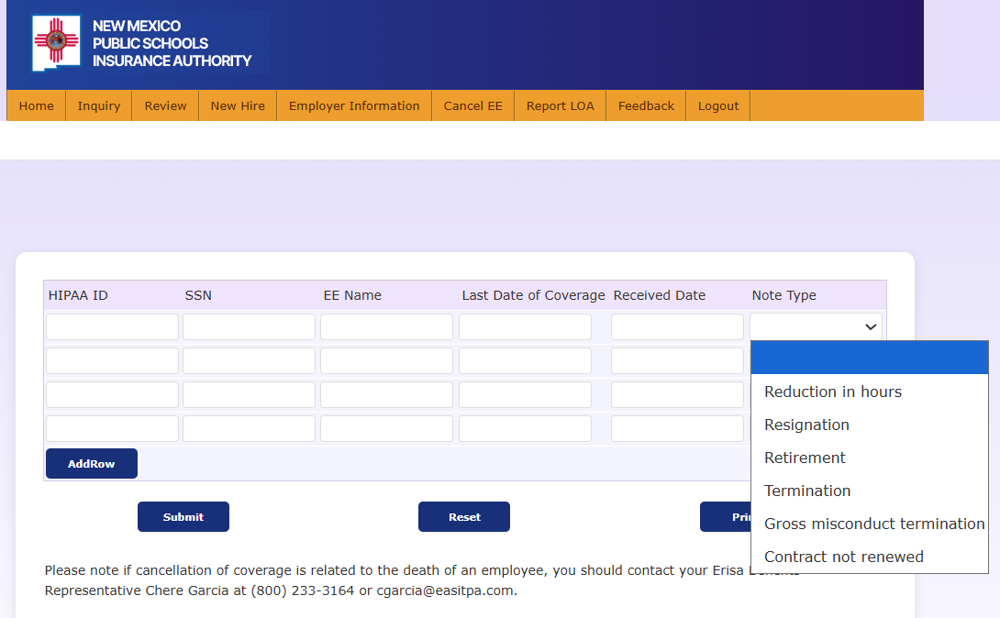 NEW MEXICO
PUBLIC SCHOOLS
INSURANCE AUTHORITY
Home Inquiry Review New Hire Employer Information Cancel EE Report LOA Feedback Logout
HIPAA ID SSN EE Name Last Date of Coverage Received Date Note Type
Reduction in hours
Resignation
Retirement
Termination
Gross misconduct termination
Contract not renewed
AddRow
Submit Reset
Please note if cancellation of coverage is related to the death of an employee, you should contact your Erisa Benefits
Representative Chere Garcia at (800) 233-3164 or cgarcia@easitpa.com.